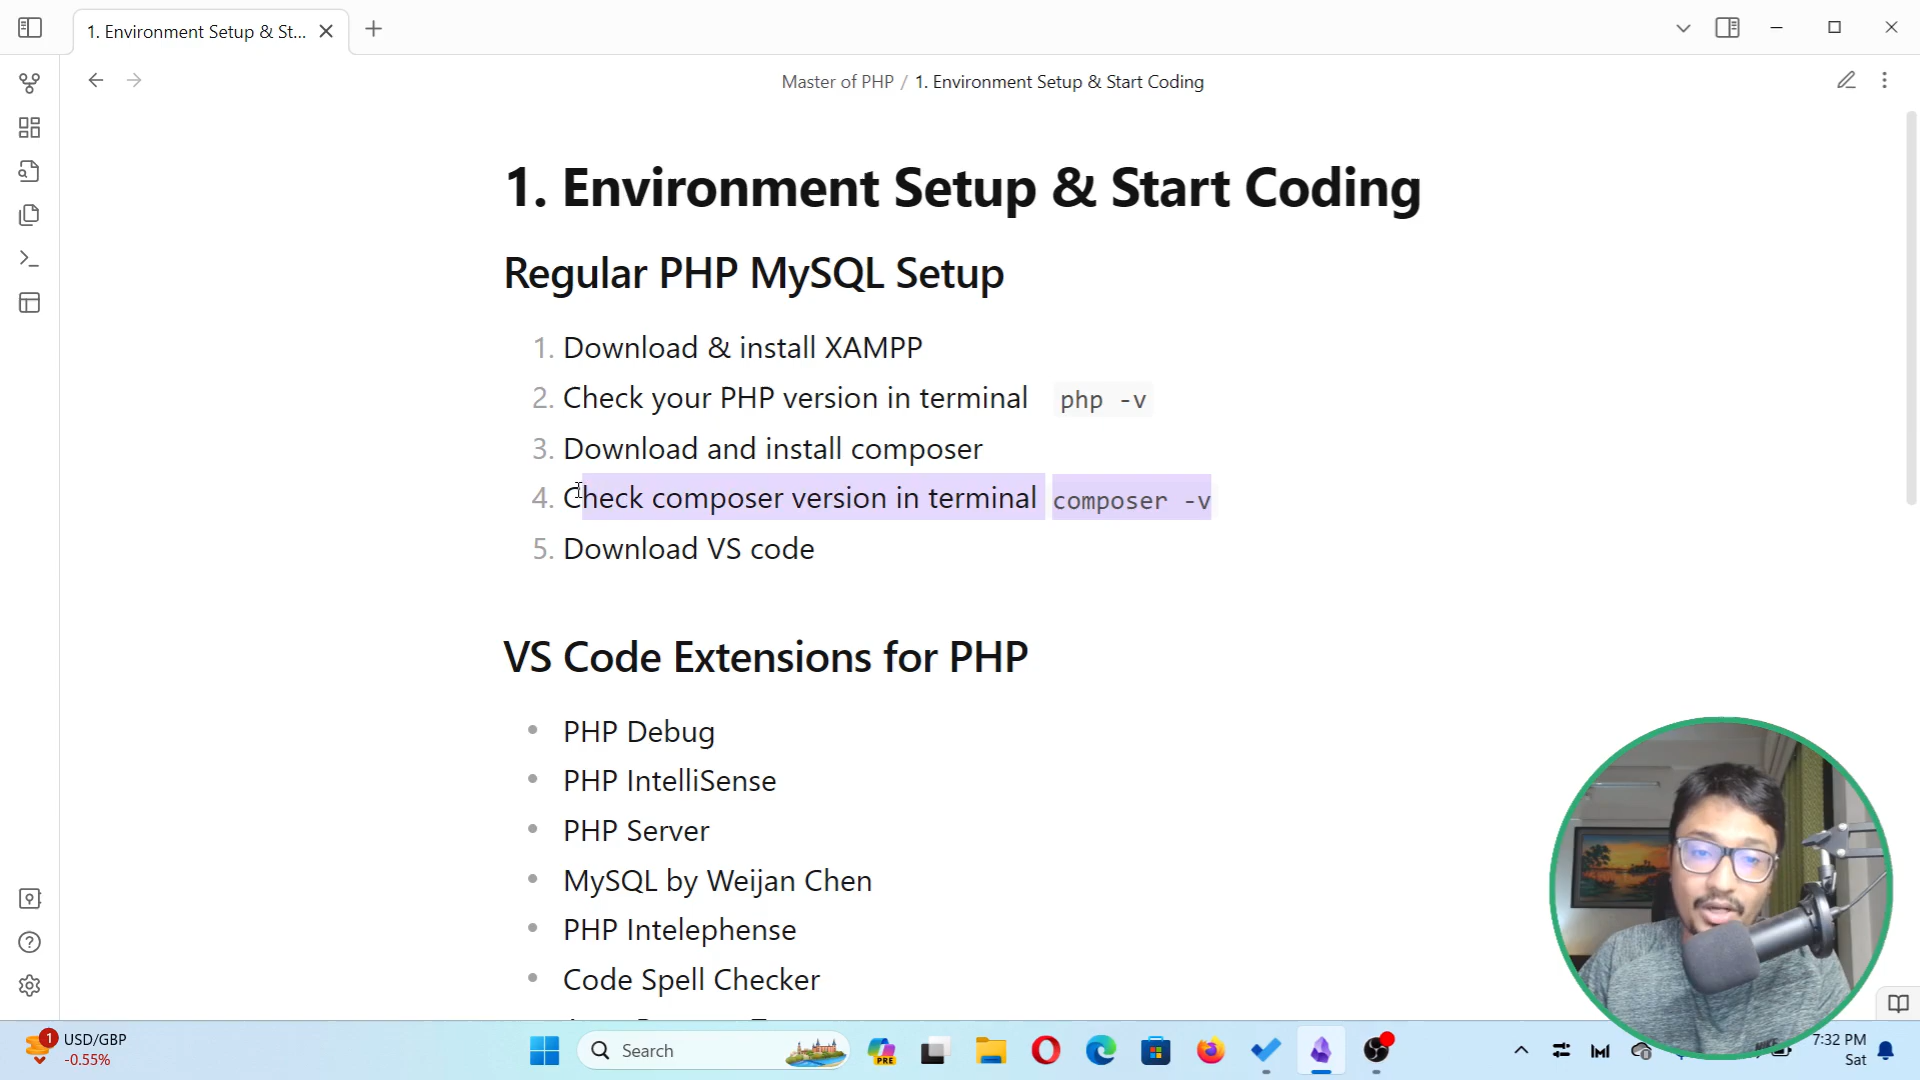 1. Environment Setup & St...
Master of PHP / 1. Environment Setup & Start Coding
1. Environment Setup & Start Coding
Regular PHP MySQL Setup
1. Download & install XAMPP
2. Check your PHP version in terminal php -v
3. Download and install composer
4. Check composer version in terminal composer -v
5. Download VS code
VS Code Extensions for PHP
• PHP Debug
• PHP IntelliSense
• PHP Server
• MySQL by Weijan Chen
• PHP Intelephense
• Code Spell Checker
1
USD/GBP
-0.55%
Search
PRE
7:32 PM
Sat